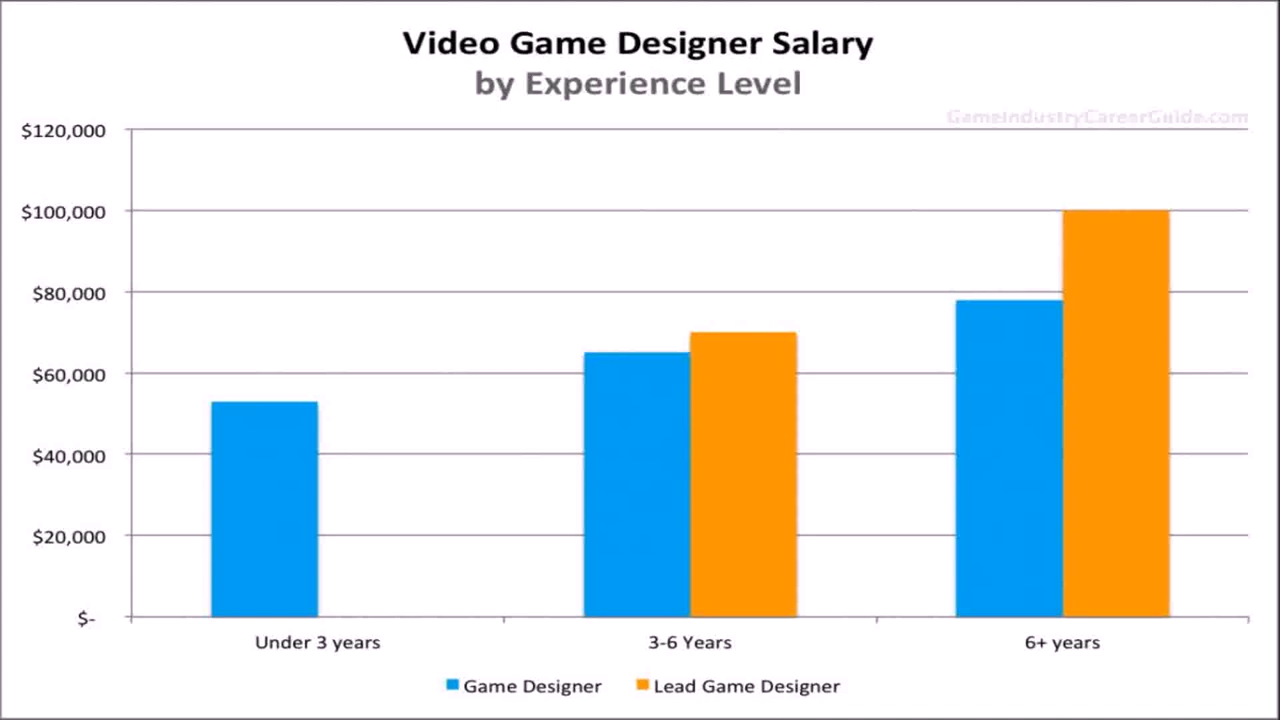 Video Game Designer Salary
by Experience Level
GameIndustryCareerGuide.com
$120,000
$100,000
$80,000
$60,000
$40,000
$20,000
$-
Under 3 years
3-6 Years
6+ years
Game Designer
Lead Game Designer